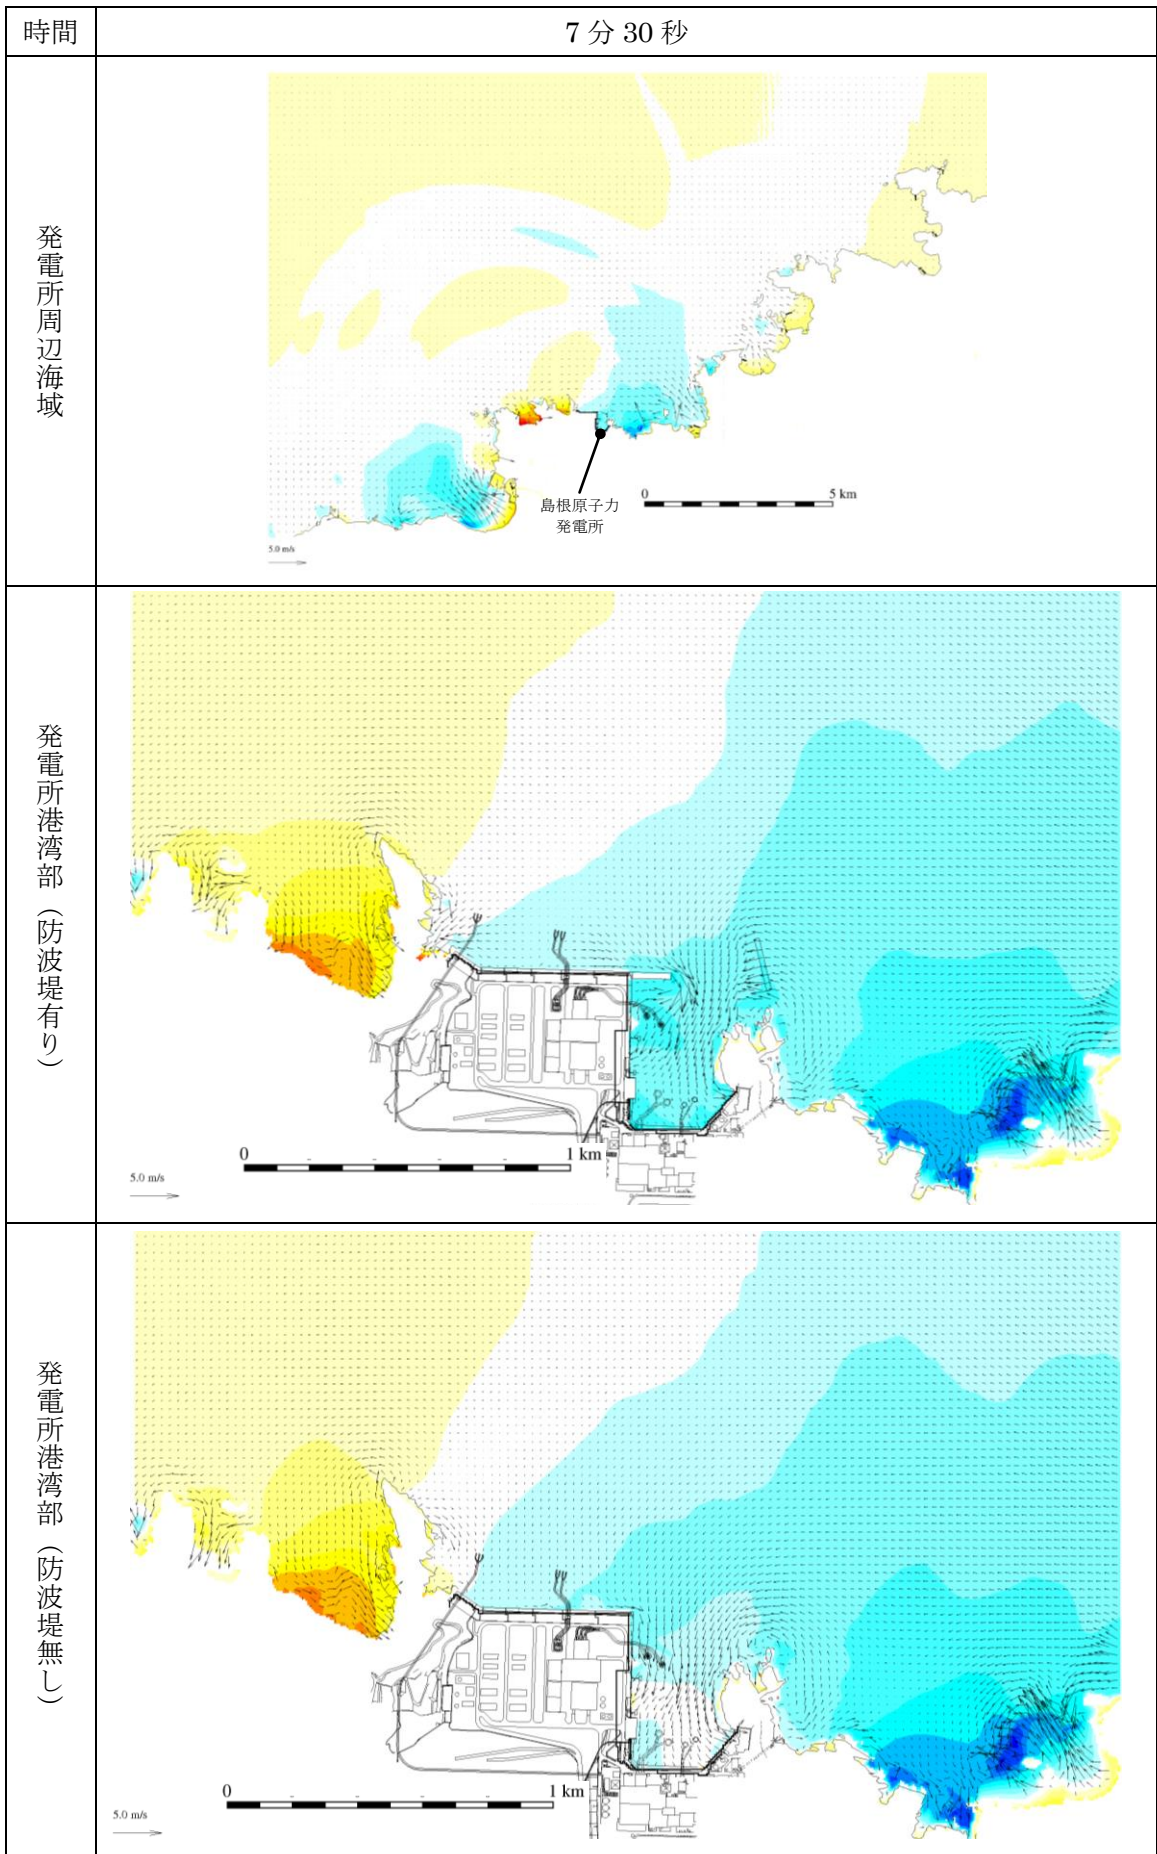 時間
7分30秒
発電所周辺海域
島根原子力
発電所
0 5 km
5.0 m/s
発電所港湾部（防波堤有り）
0 1 km
5.0 m/s
発電所港湾部（防波堤無し）
0 1 km
5.0 m/s